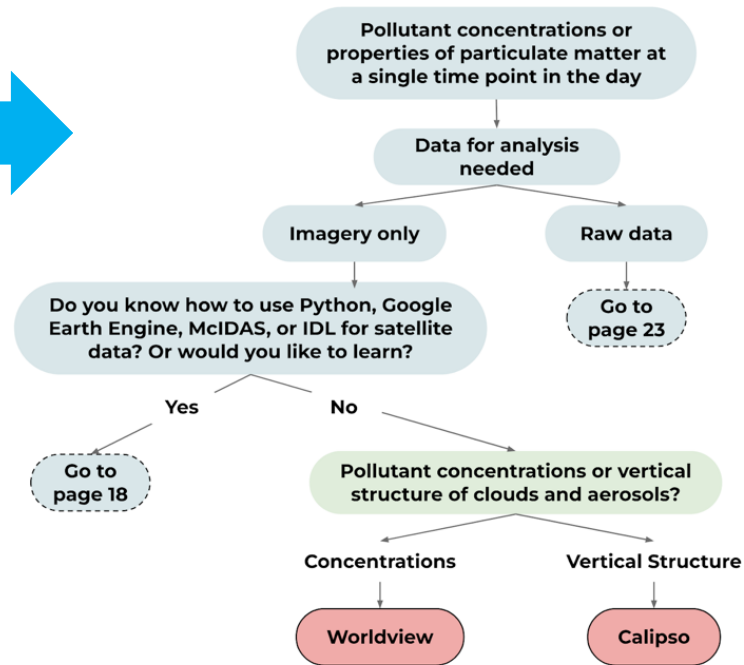 Pollutant concentrations or
properties of particulate matter at
a single time point in the day
Data for analysis
needed
Imagery only
Raw data
Do you know how to use Python, Google
Earth Engine, McIDAS, or IDL for satellite
data? Or would you like to learn?
Go to
page 23
Yes
No
Go to
page 18
Pollutant concentrations or vertical
structure of clouds and aerosols?
Concentrations
Vertical Structure
Worldview
Calipso